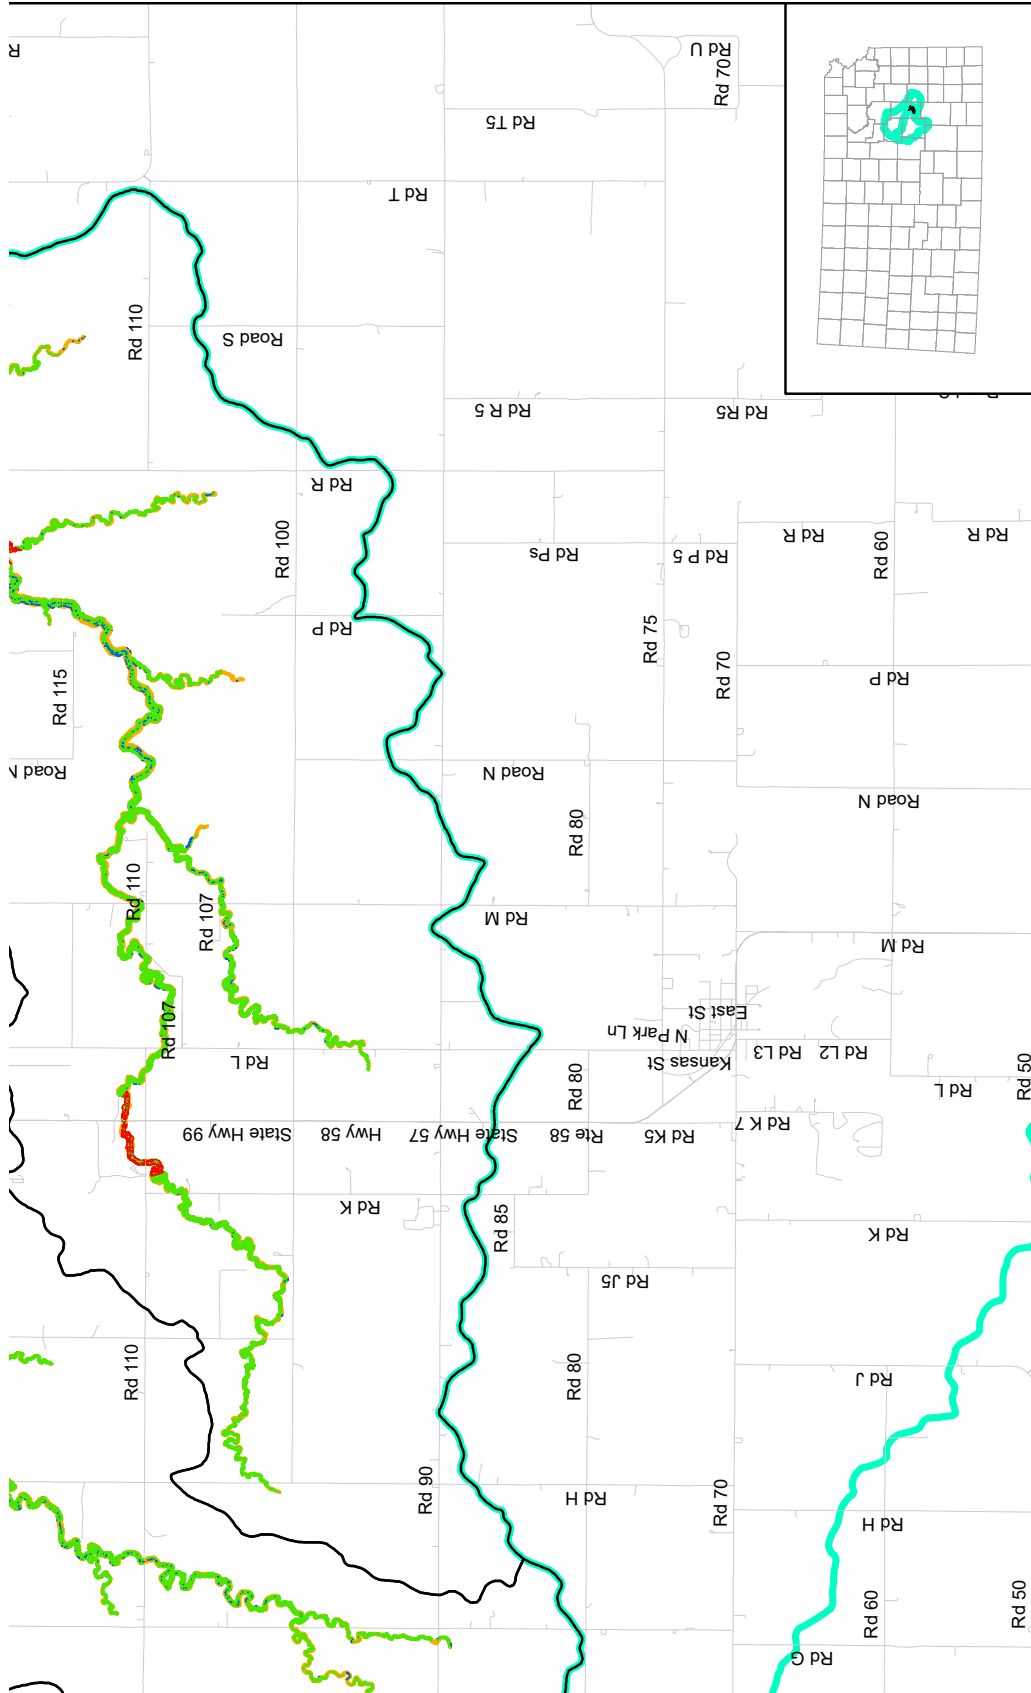 Rd U
Rd 70
Rd T5
Rd T
Rd 110
Road S
Rd R 5
Rd R5
Rd R
Rd 100
Rd Ps
Rd P 5
Rd R
Rd 60
Rd R
Rd P
Rd 75
Rd 115
Rd 70
Rd P
Road N
Road N
Road N
Rd 80
Rd 110
Rd 107
Rd M
Rd M
Rd 107
East St
N Park Ln
Kansas St
Rd L
Rd L3
Rd L2
Rd 80
Rd L
Rd 50
State Hwy 99
Hwy 58
State Hwy 57
Rte 58
Rd K5
Rd K 7
Rd K
Rd 85
Rd K
Rd J5
Rd 110
Rd 80
Rd J
Rd 90
Rd H
Rd 70
Rd H
Rd 60
Rd 50
Rd G